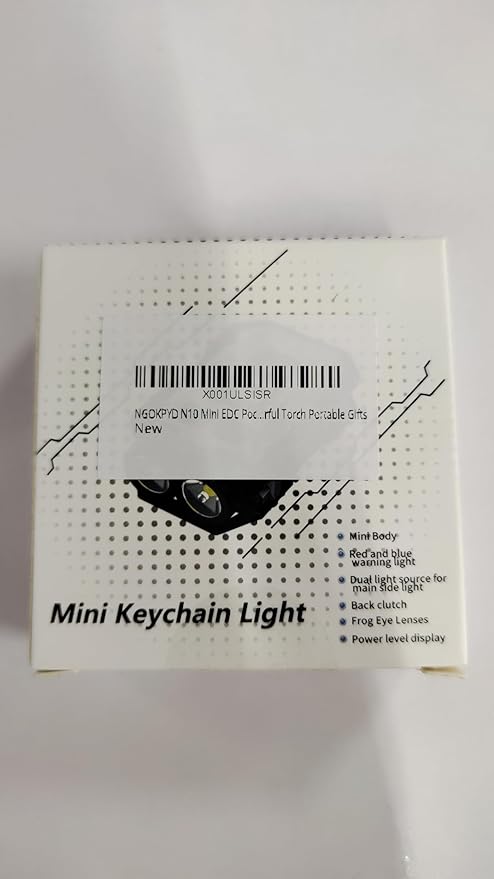 X001ULSISR
NGOKPYD N10 Mini EDC Poc...rful Torch Portable Gifts
New
Mini Body
Red and blue
warning light
Dual light source for
main side light
Back clutch
Frog Eye Lenses
Power level display
Mini Keychain Light